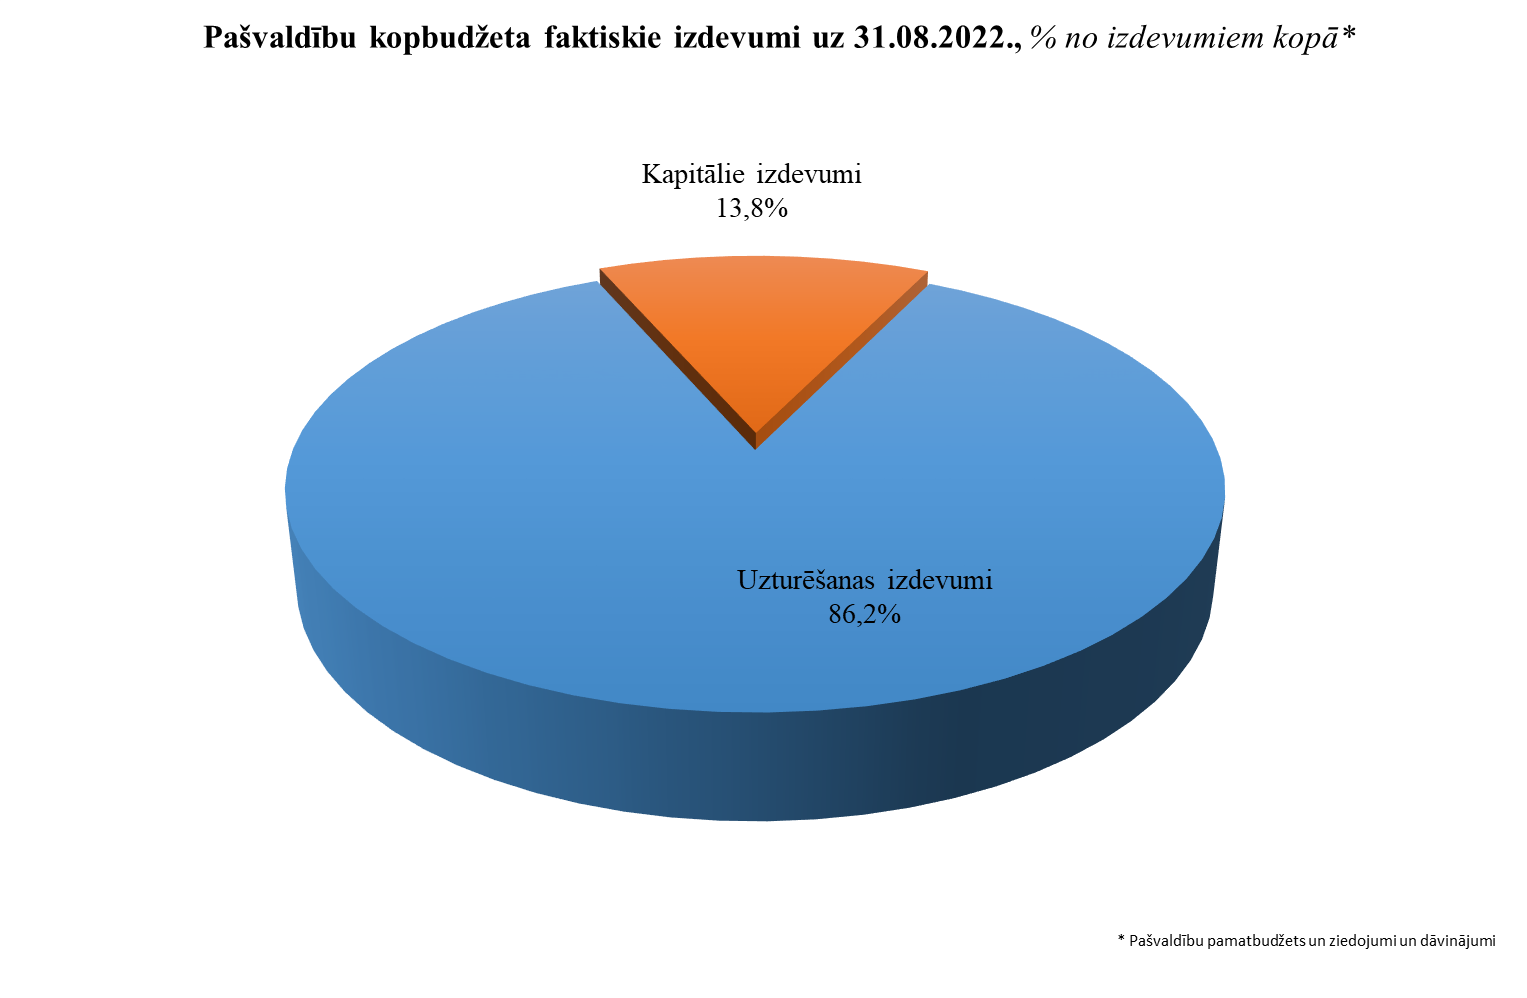 Pašvaldību kopbudžeta faktiskie izdevumi uz 31.08.2022., % no izdevumiem kopā*
Kapitālie izdevumi
13,8%
Uzturēšanas izdevumi
86,2%
* Pašvaldību pamatbudžets un ziedojumi un dāvinājumi